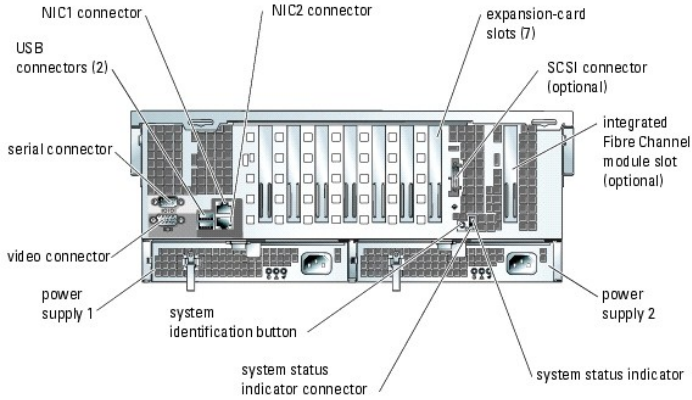 NIC1 connector
NIC2 connector
expansion-card
slots (7)
USB
connectors (2)
SCSI connector
(optional)
integrated
Fibre Channel
module slot
(optional)
serial connector
video connector
power
supply 1
system
identification button
power
supply 2
system status
indicator connector
system status indicator